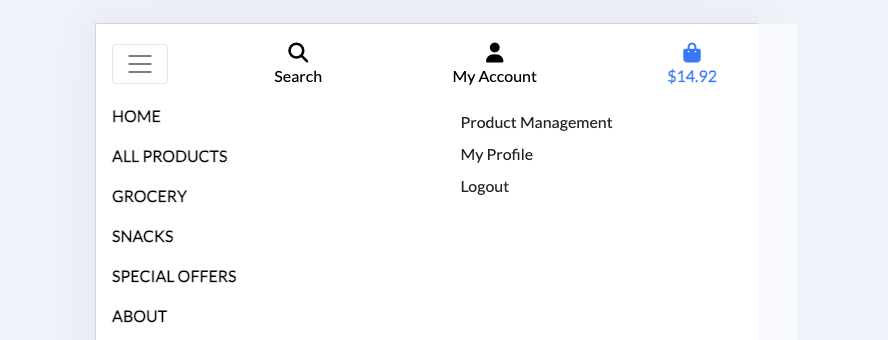 Search
My Account
$14.92
HOME
ALL PRODUCTS
GROCERY
SNACKS
SPECIAL OFFERS
ABOUT
Product Management
My Profile
Logout